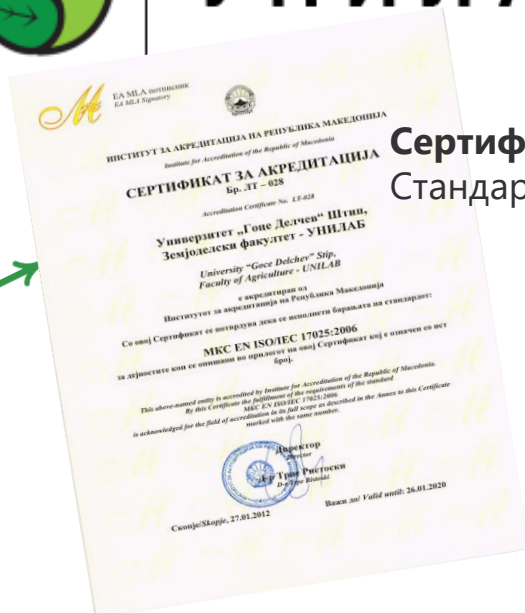 EA MLA потписник
EA MLA Signatory
ИНСТИТУТ ЗА АКРЕДИТАЦИЈА НА РЕПУБЛИКА МАКЕДОНИЈА
Institute for Accreditation of the Republic of Macedonia
СЕРТИФИКАТ ЗА АКРЕДИТАЦИЈА
Бр. ЛТ – 028
Accreditation Certificate No. LT-028
Универзитет „Гоце Делчев“ Штип,
Земјоделски факултет - УНИЛАБ
University “Goce Delchev” Stip,
Faculty of Agriculture - UNILAB
е акредитиран од
Институтот за акредитација на Република Македонија
Со овој Сертификат се потврдува дека се исполнети барањата на стандардот:
МКС EN ISO/IEC 17025:2006
за дејностите кои се опишани во прилогот на овој Сертификат кој е означен со ист
број.
This above-named entity is accredited by Institute for Accreditation of the Republic of Macedonia.
By this Certificate the fulfillment of the requirements of the standard
MKC EN ISO/IEC 17025:2006
is acknowledged for the field of accreditation in its full scope as described in the Annex to this Certificate
marked with the same number.
Директор
Director
Д-р Трпе Ристоски
D-r Trpe Ristoski
Скопје/Skopje, 27.01.2012
Важи до/ Valid until: 26.01.2020
Сертиф
Стандар